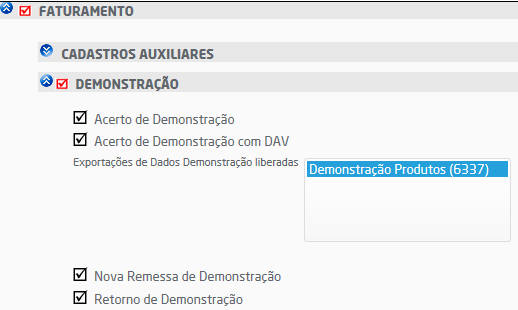 FATURAMENTO
CADASTROS AUXILIARES
DEMONSTRAÇÃO
Acerto de Demonstração
Acerto de Demonstração com DAV
Exportações de Dados Demonstração liberadas
Demonstração Produtos (6337)
Nova Remessa de Demonstração
Retorno de Demonstração